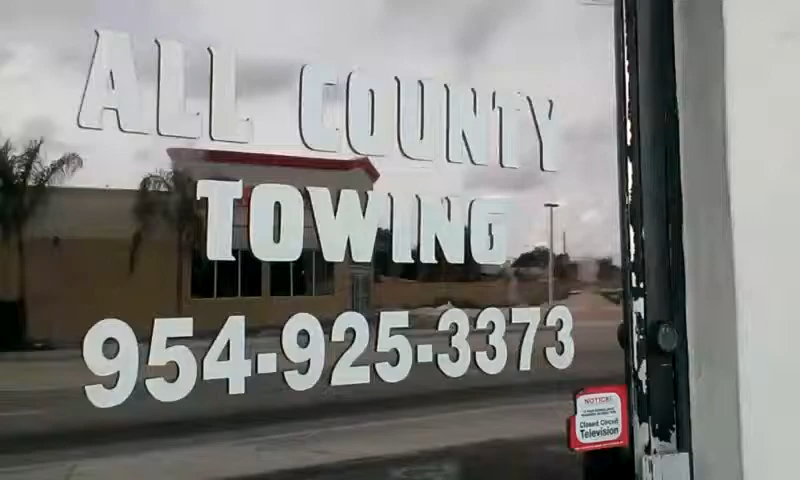 ALL COUNTY
TOWING
954-925-3373
NOTICE!
Closed Circuit
Television